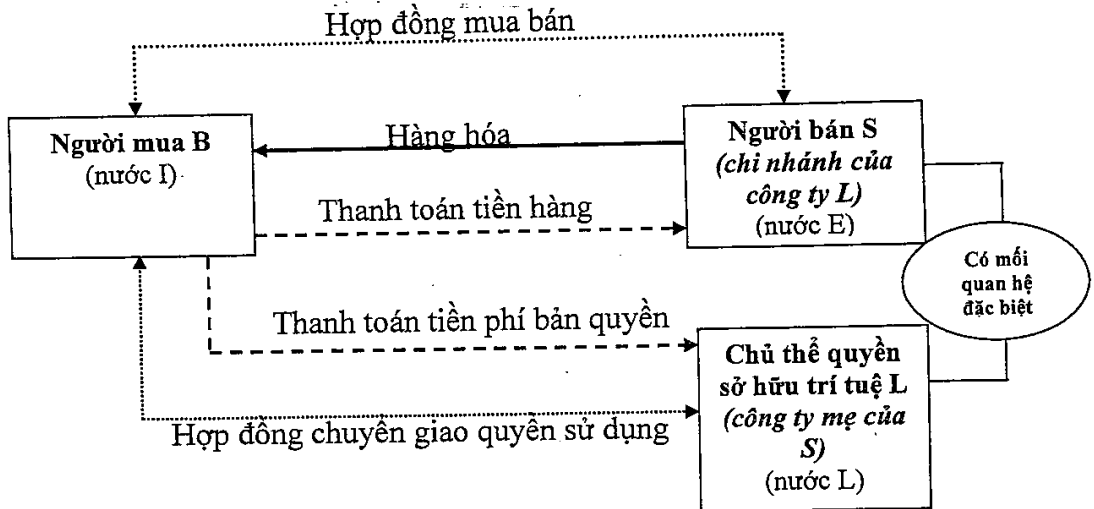 Hợp đồng mua bán
Người mua B
(nước I)
Hàng hóa
Người bán S
(chi nhánh của
công ty L)
(nước E)
Thanh toán tiền hàng
Có mối
quan hệ
đặc biệt
Thanh toán tiền phí bản quyền
Chủ thể quyền
sở hữu trí tuệ L
(công ty mẹ của
S)
(nước L)
Hợp đồng chuyển giao quyền sử dụng